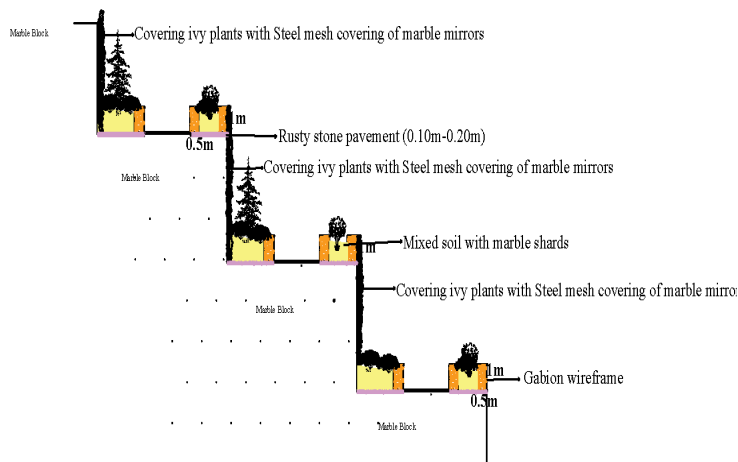 Marble Block
Covering ivy plants with Steel mesh covering of marble mirrors
1m
Rusty stone pavement (0.10m-0.20m)
0.5m
Covering ivy plants with Steel mesh covering of marble mirrors
Marble Block
Mixed soil with marble shards
m
Covering ivy plants with Steel mesh covering of marble mirror
Marble Block
1m
Gabion wireframe
0.5m
Marble Block